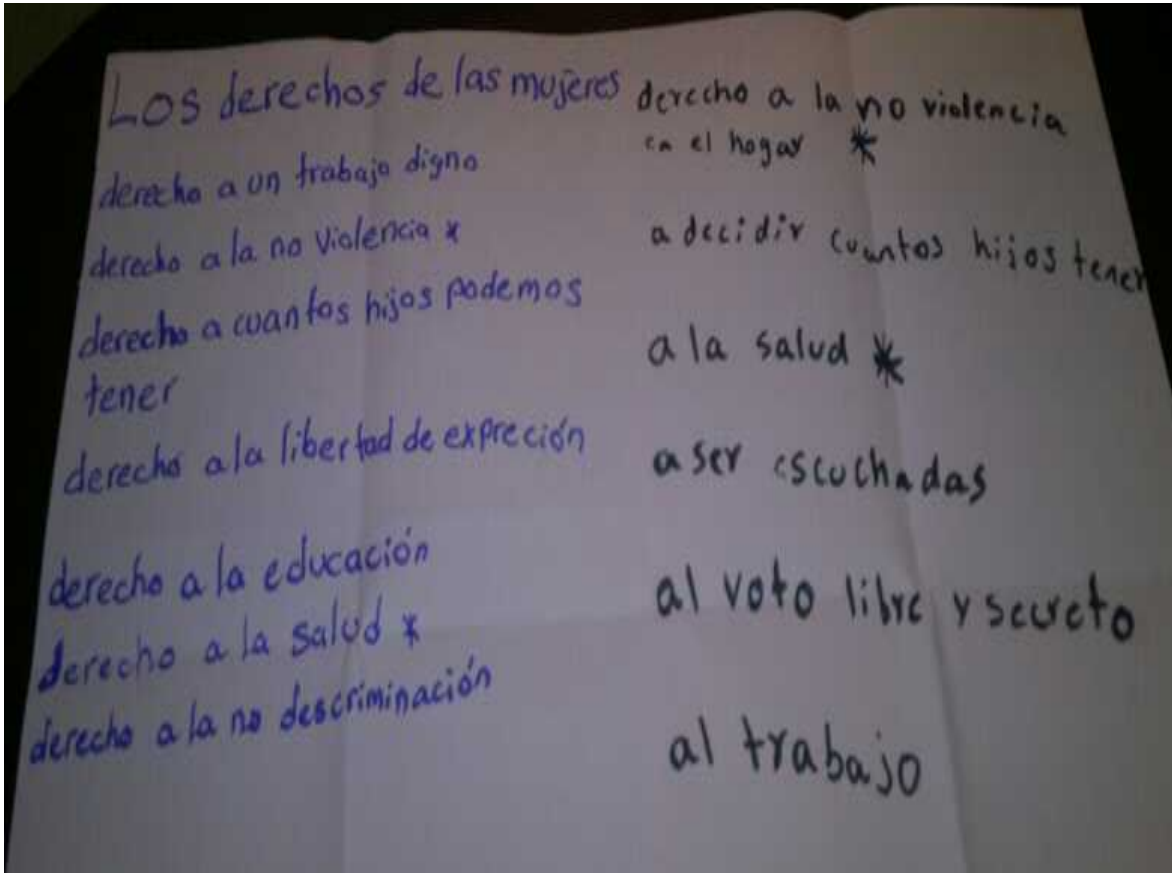 Los derechos de las mujeres
derecho a un trabajo digno
derecho a la no violencia *
derecho a cuantos hijos podemos
tener
derecho a la libertad de expreción
derecho a la educación
derecho a la salud *
derecho a la no descriminación
derecho a la no violencia
en el hogar *
a decidir cuantos hijos tener
a la salud *
a ser escuchadas
al voto libre y secreto
al trabajo